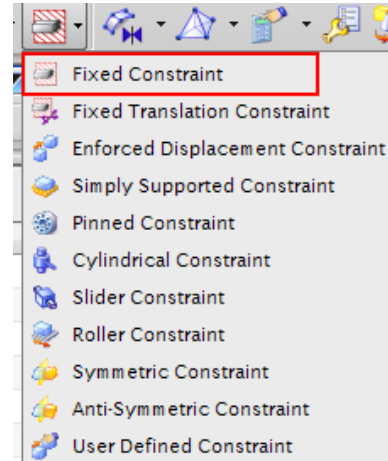 Fixed Constraint
Fixed Translation Constraint
Enforced Displacement Constraint
Simply Supported Constraint
Pinned Constraint
Cylindrical Constraint
Slider Constraint
Roller Constraint
Symmetric Constraint
Anti-Symmetric Constraint
User Defined Constraint